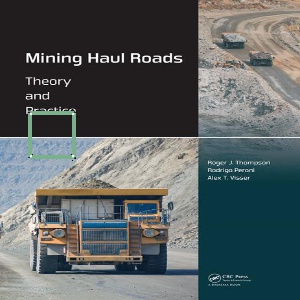 Mining Haul Roads
Theory
and
Practice
Roger J. Thompson
Rodrigo Peroni
Alex T. Visser
CRC Press